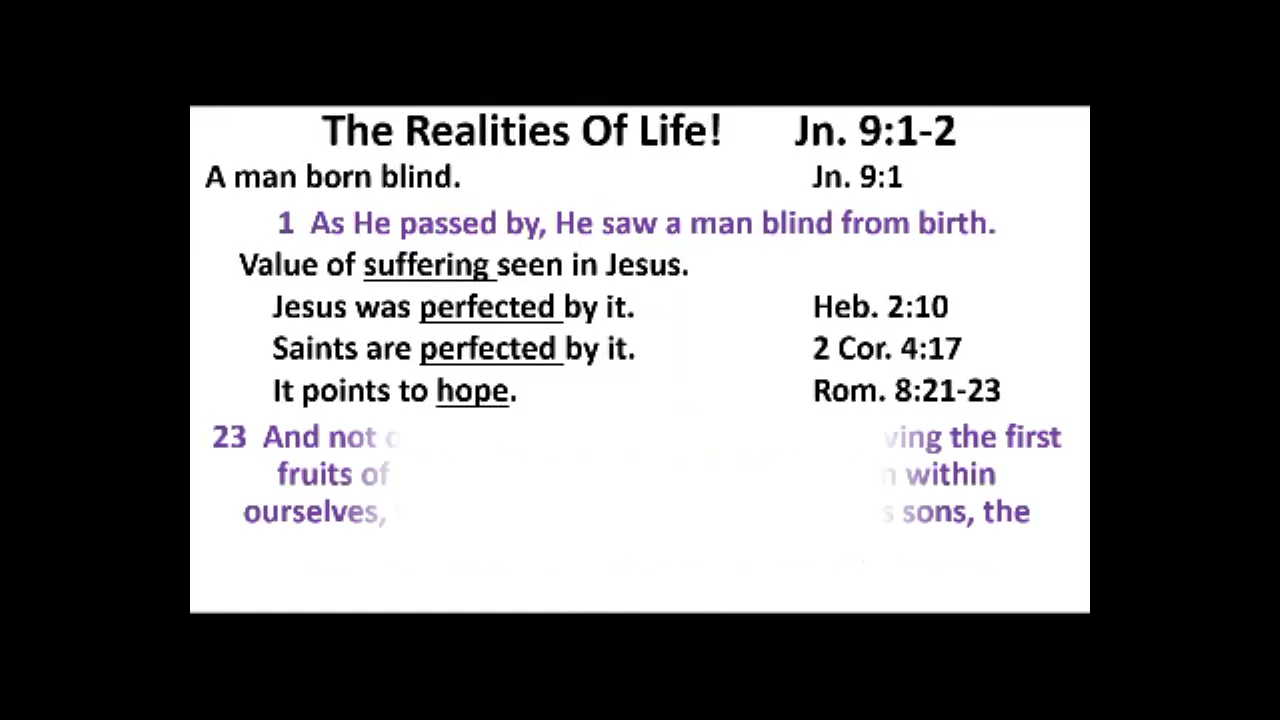 The Realities Of Life! Jn. 9:1-2
A man born blind. Jn. 9:1
1 As He passed by, He saw a man blind from birth.
Value of suffering seen in Jesus.
Jesus was perfected by it. Heb. 2:10
Saints are perfected by it. 2 Cor. 4:17
It points to hope. Rom. 8:21-23
23 And not the first
fruits of within
ourselves, sons, the